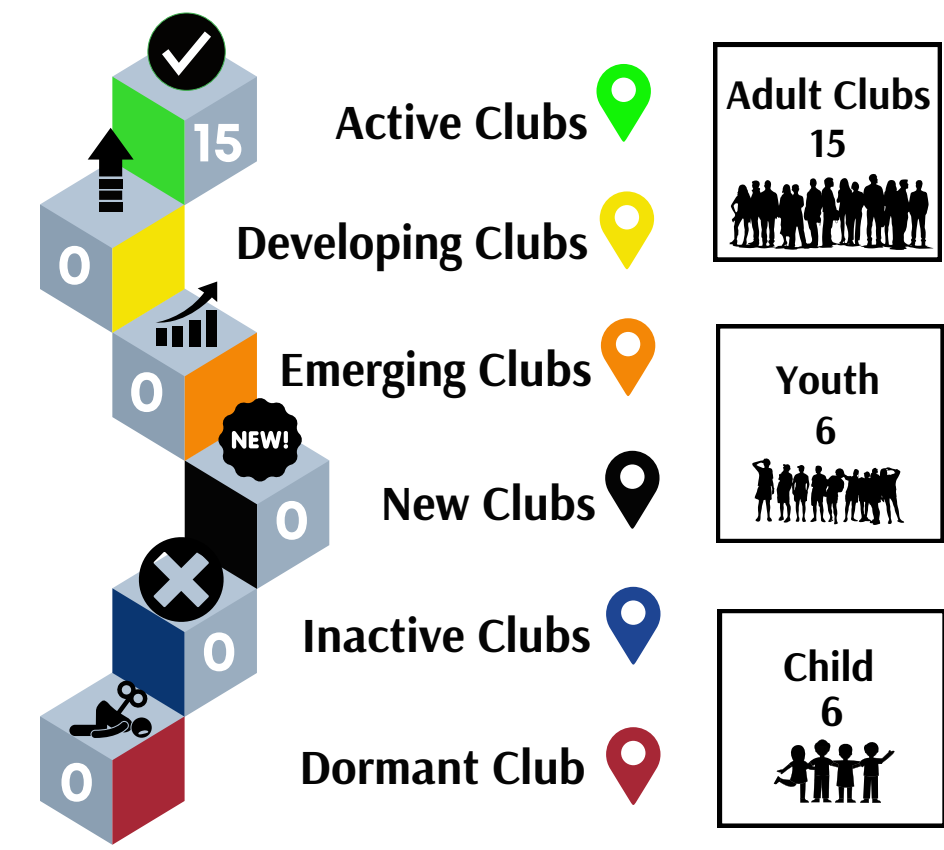 15
Active Clubs
0
Developing Clubs
0
Emerging Clubs
NEW!
0
New Clubs
0
Inactive Clubs
0
Dormant Club
Adult Clubs
15
Youth
6
Child
6